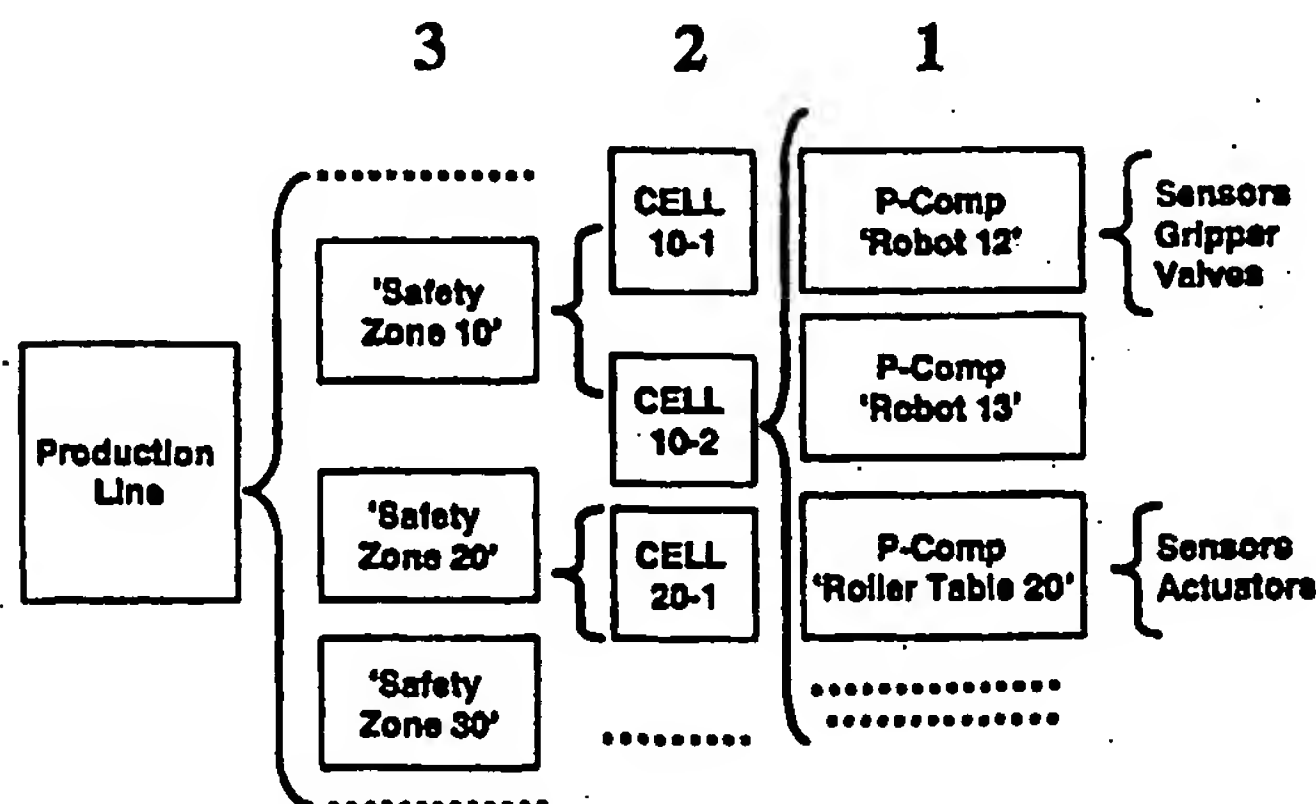 3 2 1
Production
Line
'Safety
Zone 10'
'Safety
Zone 20'
'Safety
Zone 30'
CELL
10-1
CELL
10-2
CELL
20-1
P-Comp
'Robot 12'
P-Comp
'Robot 13'
P-Comp
'Roller Table 20'
Sensors
Gripper
Valves
Sensors
Actuators